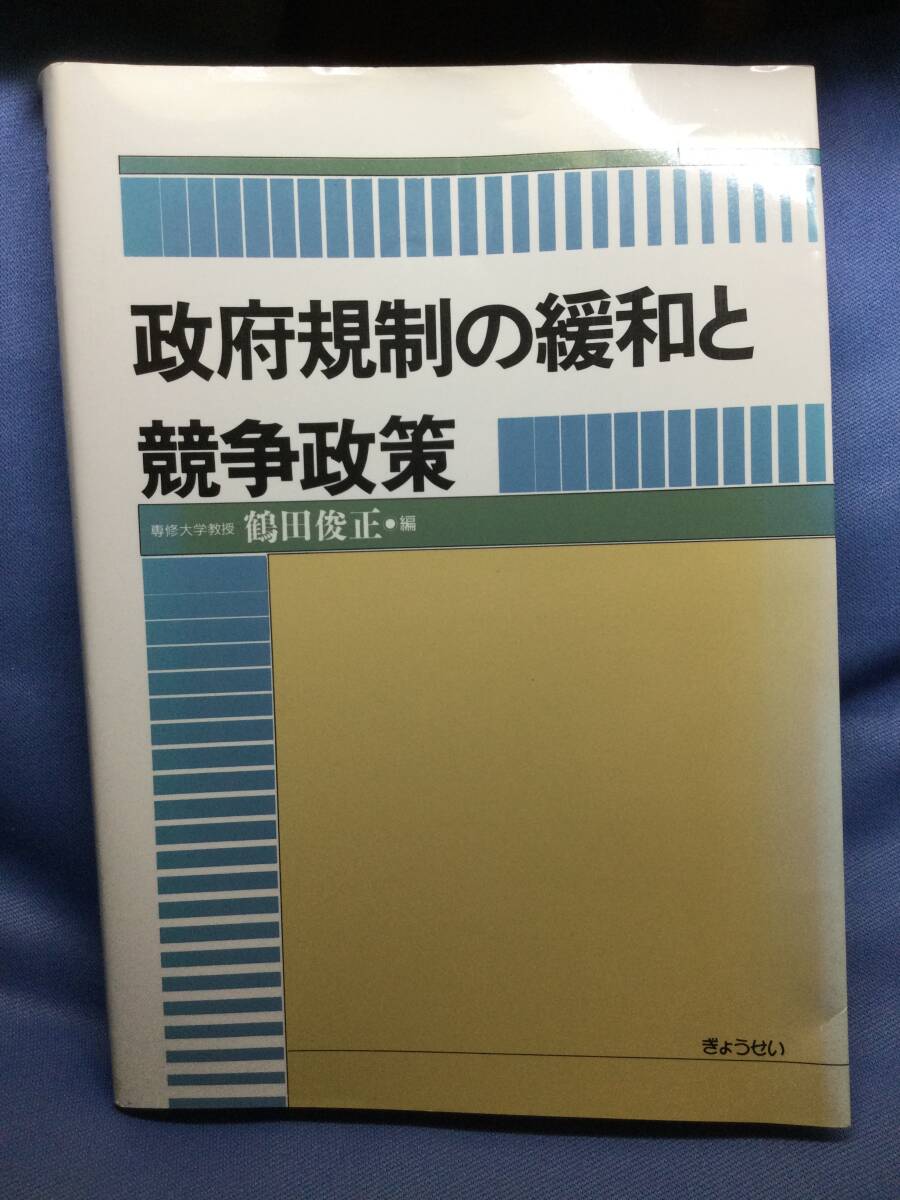 政府規制の緩和と
競争政策
専修大学教授 鶴田俊正●編
ぎょうせい